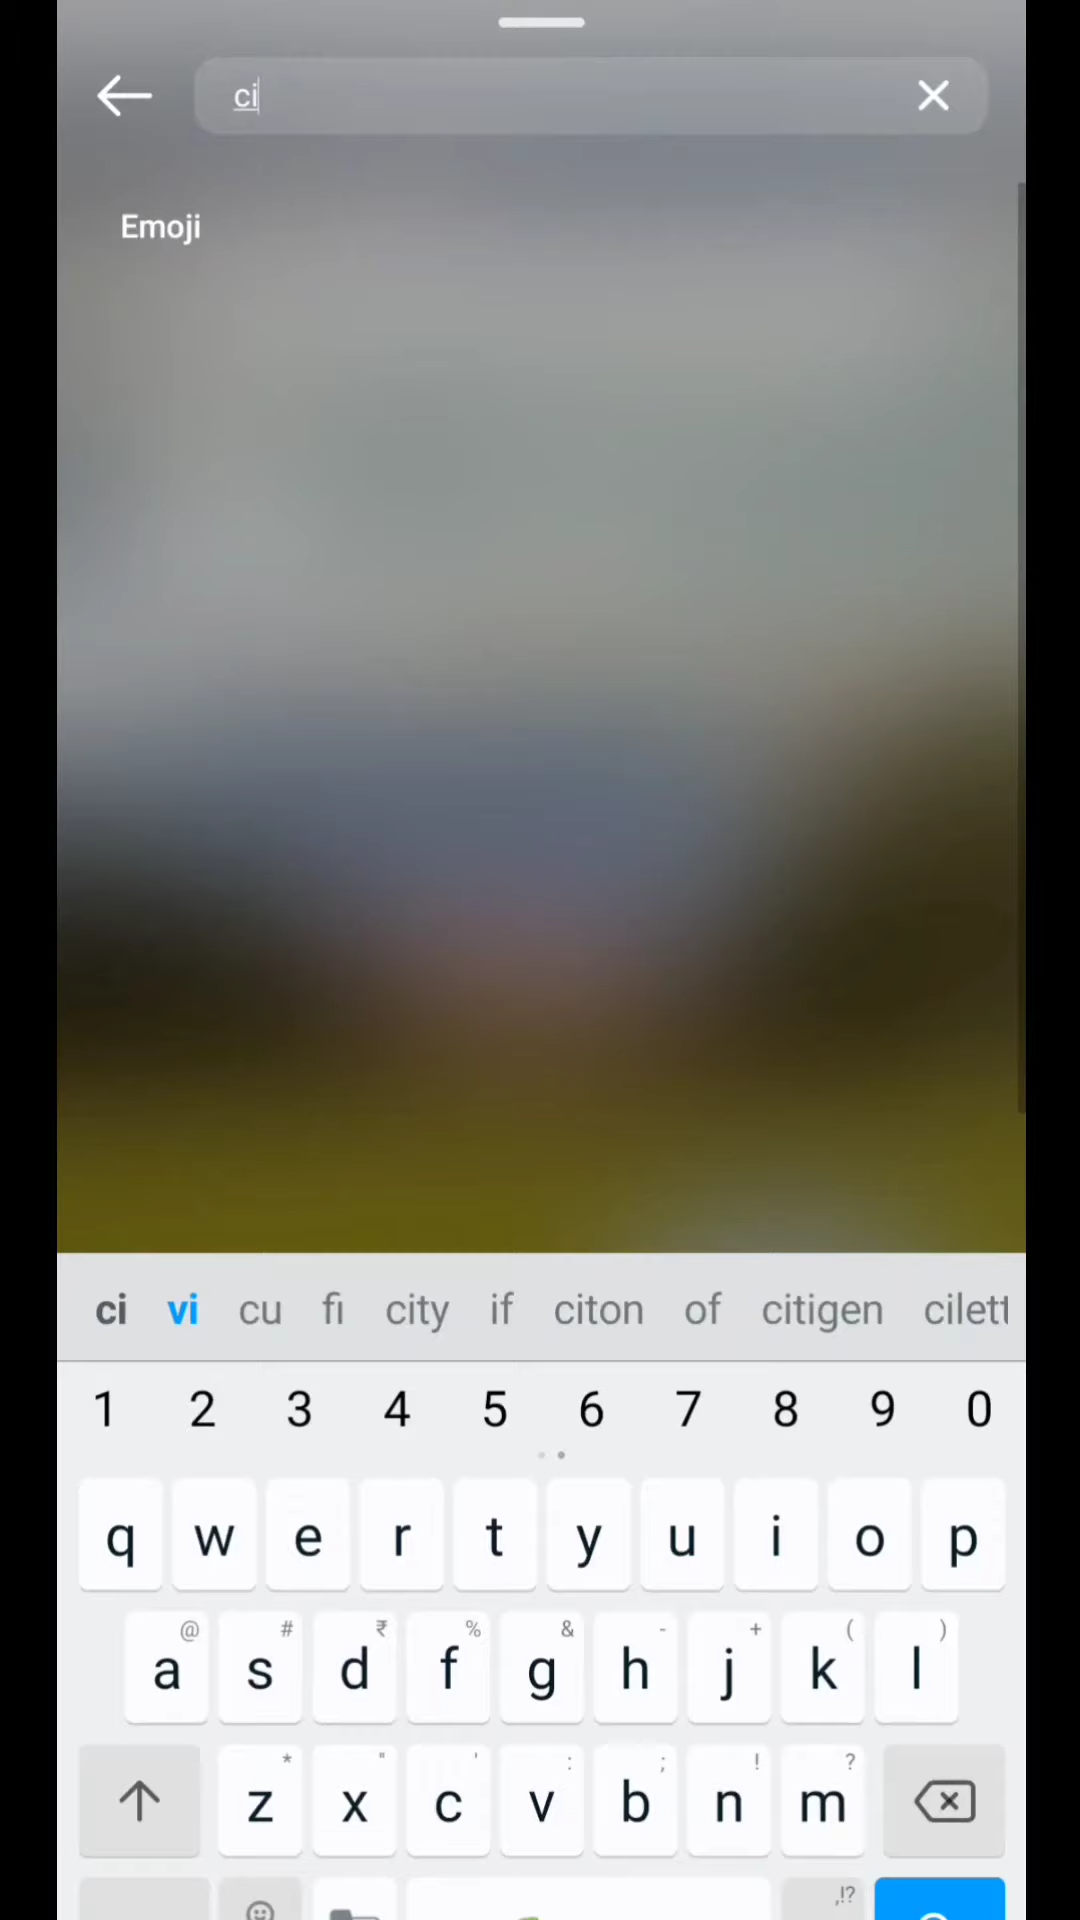 ci
Emoji
ci vi cu fi city if citon of citigen cilett
1 2 3 4 5 6 7 8 9 0
q w e r t y u i o p
@ # ₹ % & - + ( )
a s d f g h j k l
* " ' : ; ! ?
z x c v b n m
,!?